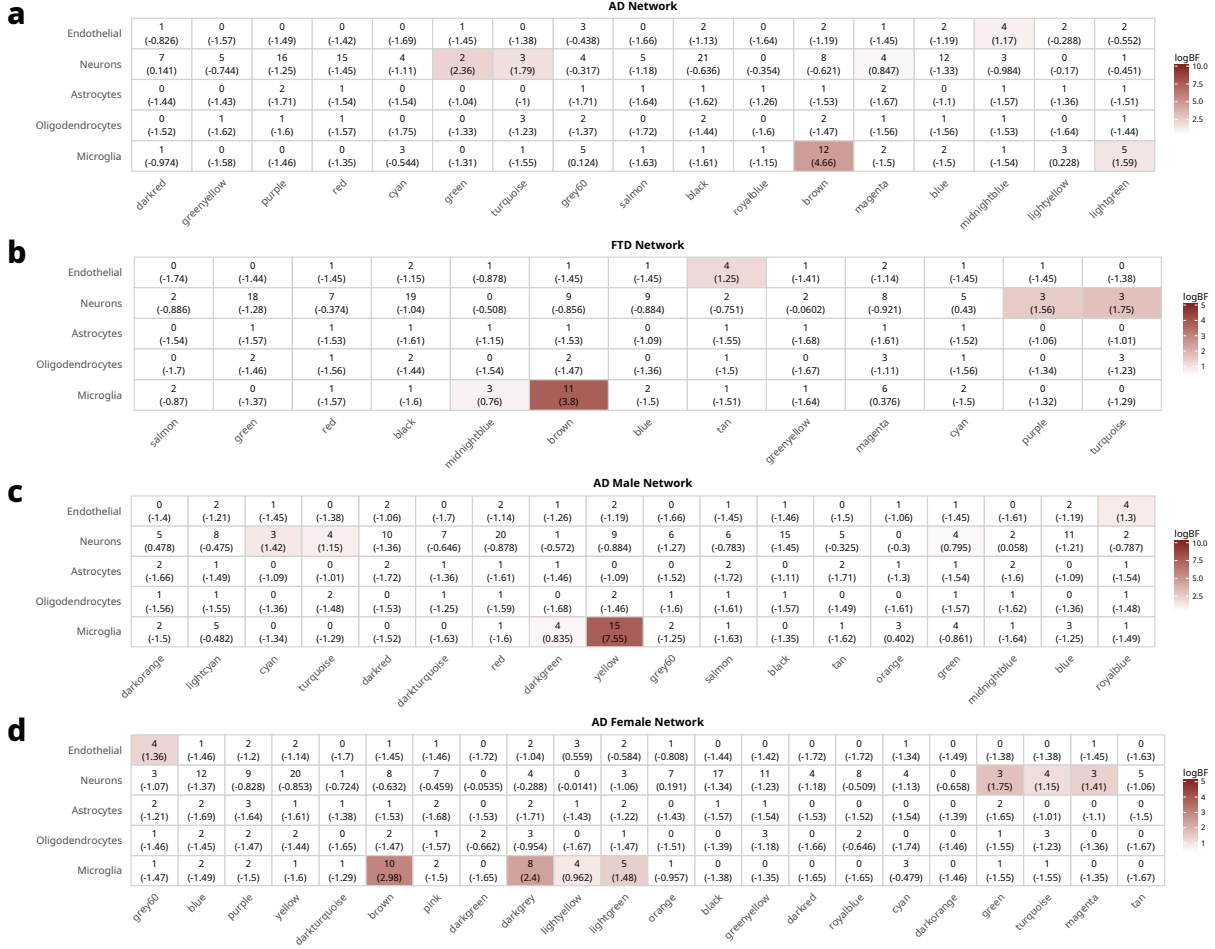 a
AD Network
Endothelial 1 0 0 0 0 1 0 3 0 2 0 2 1 2 4 2 2
(-0.826) (-1.57) (-1.49) (-1.42) (-1.69) (-1.45) (-1.38) (-0.438) (-1.66) (-1.13) (-1.64) (-1.19) (-1.45) (-1.19) (1.17) (-0.288) (-0.552)
Neurons 7 5 16 15 4 2 3 4 5 21 0 8 4 12 3 0 1
(0.141) (-0.744) (-1.25) (-1.45) (-1.11) (2.36) (1.79) (-0.317) (-1.18) (-0.636) (-0.354) (-0.621) (0.847) (-1.33) (-0.984) (-0.17) (-0.451)
Astrocytes 0 0 2 1 0 0 0 1 1 1 1 1 2 0 1 1 1
(-1.44) (-1.43) (-1.71) (-1.54) (-1.54) (-1.04) (-1) (-1.71) (-1.64) (-1.62) (-1.26) (-1.53) (-1.67) (-1.1) (-1.57) (-1.36) (-1.51)
Oligodendrocytes 0 1 1 1 0 0 3 2 0 2 0 2 1 1 1 0 1
(-1.52) (-1.62) (-1.6) (-1.57) (-1.75) (-1.33) (-1.23) (-1.37) (-1.72) (-1.44) (-1.6) (-1.47) (-1.56) (-1.56) (-1.53) (-1.64) (-1.44)
Microglia 1 0 0 0 3 0 1 5 1 1 1 12 2 2 1 3 5
(-0.974) (-1.58) (-1.46) (-1.35) (-0.544) (-1.31) (-1.55) (0.124) (-1.63) (-1.61) (-1.15) (4.66) (-1.5) (-1.5) (-1.54) (0.228) (1.59)
darkred greenyellow purple red cyan green turquoise grey60 salmon black royalblue brown magenta blue midnightblue lightyellow lightgreen
logBF
10.0
7.5
5.0
2.5
b
FTD Network
Endothelial 0 0 1 2 1 1 1 4 1 2 1 1 0
(-1.74) (-1.44) (-1.45) (-1.15) (-0.878) (-1.45) (-1.45) (1.25) (-1.41) (-1.14) (-1.45) (-1.45) (-1.38)
Neurons 2 18 7 19 0 9 9 2 2 8 5 3 3
(-0.886) (-1.28) (-0.374) (-1.04) (-0.508) (-0.856) (-0.884) (-0.751) (-0.0602) (-0.921) (0.43) (1.56) (1.75)
Astrocytes 0 1 1 1 1 1 0 1 2 1 1 0 0
(-1.54) (-1.57) (-1.53) (-1.61) (-1.15) (-1.53) (-1.09) (-1.55) (-1.68) (-1.61) (-1.52) (-1.06) (-1.01)
Oligodendrocytes 0 2 1 2 0 2 1 1 0 3 1 0 3
(-1.7) (-1.46) (-1.56) (-1.44) (-1.54) (-1.47) (-1.36) (-1.5) (-1.67) (-1.11) (-1.56) (-1.34) (-1.23)
Microglia 2 0 1 1 3 11 2 1 1 6 2 0 0
(-0.87) (-1.37) (-1.57) (-1.6) (0.76) (3.8) (-1.5) (-1.51) (-1.64) (0.376) (-1.5) (-1.32) (-1.29)
salmon green red black midnightblue brown blue tan greenyellow magenta cyan purple turquoise
logBF
5
4
3
2
1
c
AD Male Network
Endothelial 0 2 1 0 2 0 2 1 2 0 1 1 0 1 1 0 2 4
(-1.4) (-1.21) (-1.45) (-1.38) (-1.06) (-1.7) (-1.14) (-1.26) (-1.19) (-1.66) (-1.45) (-1.46) (-1.5) (-1.06) (-1.45) (-1.61) (-1.19) (1.3)
Neurons 5 8 3 4 10 7 20 1 9 6 6 15 5 0 4 2 11 2
(0.478) (-0.475) (1.42) (1.15) (-1.36) (-0.646) (-0.878) (-0.572) (-0.884) (-1.27) (-0.783) (-1.45) (-0.325) (-0.3) (0.795) (0.058) (-1.21) (-0.787)
Astrocytes 2 1 0 0 2 1 1 1 0 0 2 0 2 1 1 2 0 1
(-1.66) (-1.49) (-1.09) (-1.01) (-1.72) (-1.36) (-1.61) (-1.46) (-1.09) (-1.52) (-1.72) (-1.11) (-1.71) (-1.3) (-1.54) (-1.6) (-1.09) (-1.54)
Oligodendrocytes 1 1 1 2 0 0 1 0 2 1 1 1 0 0 1 0 1 1
(-1.56) (-1.55) (-1.36) (-1.48) (-1.53) (-1.25) (-1.59) (-1.68) (-1.46) (-1.6) (-1.61) (-1.57) (-1.49) (-1.61) (-1.57) (-1.62) (-1.36) (-1.48)
Microglia 2 5 0 0 0 0 1 4 15 2 1 0 1 3 4 1 3 1
(-1.5) (-0.482) (-1.34) (-1.29) (-1.52) (-1.63) (-1.6) (0.835) (7.55) (-1.25) (-1.63) (-1.35) (-1.62) (0.402) (-0.861) (-1.64) (-1.25) (-1.49)
darkorange lightcyan cyan turquoise darkred darkturquoise red darkgreen yellow grey60 salmon black tan orange green midnightblue blue royalblue
logBF
10.0
7.5
5.0
2.5
d
AD Female Network
Endothelial 4 1 2 2 0 1 1 0 2 3 2 1 0 0 0 0 1 0 0 0 1 0
(1.36) (-1.46) (-1.2) (-1.14) (-1.7) (-1.45) (-1.46) (-1.72) (-1.04) (0.559) (-0.584) (-0.808) (-1.44) (-1.42) (-1.72) (-1.72) (-1.34) (-1.49) (-1.38) (-1.38) (-1.45) (-1.63)
Neurons 3 12 9 20 1 8 7 0 4 0 3 7 17 11 4 8 4 0 3 4 3 5
(-1.07) (-1.37) (-0.828) (-0.853) (-0.724) (-0.632) (-0.459) (-0.0535) (-0.288) (-0.0141) (-1.06) (0.191) (-1.34) (-1.23) (-1.18) (-0.509) (-1.13) (-0.658) (1.75) (1.15) (1.41) (-1.06)
Astrocytes 2 2 3 1 1 1 2 1 2 1 1 0 1 1 0 1 0 0 2 0 0 0
(-1.21) (-1.69) (-1.64) (-1.61) (-1.38) (-1.53) (-1.68) (-1.53) (-1.71) (-1.43) (-1.22) (-1.43) (-1.57) (-1.54) (-1.53) (-1.52) (-1.54) (-1.39) (-1.65) (-1.01) (-1.1) (-1.5)
Oligodendrocytes 1 2 2 2 0 2 1 2 3 0 1 0 0 3 0 2 0 0 1 3 1 0
(-1.46) (-1.45) (-1.47) (-1.44) (-1.65) (-1.47) (-1.57) (-0.662) (-0.954) (-1.67) (-1.47) (-1.51) (-1.39) (-1.18) (-1.66) (-0.646) (-1.74) (-1.46) (-1.55) (-1.23) (-1.36) (-1.67)
Microglia 1 2 2 1 1 10 2 0 8 4 5 1 0 0 0 0 3 0 1 1 0 0
(-1.47) (-1.49) (-1.5) (-1.6) (-1.29) (2.98) (-1.5) (-1.65) (2.4) (0.962) (1.48) (-0.957) (-1.38) (-1.35) (-1.65) (-1.65) (-0.479) (-1.46) (-1.55) (-1.55) (-1.35) (-1.67)
grey60 blue purple yellow darkturquoise brown pink darkgreen darkgrey lightyellow lightgreen orange black greenyellow darkred royalblue cyan darkorange green turquoise magenta tan
logBF
5
4
3
2
1